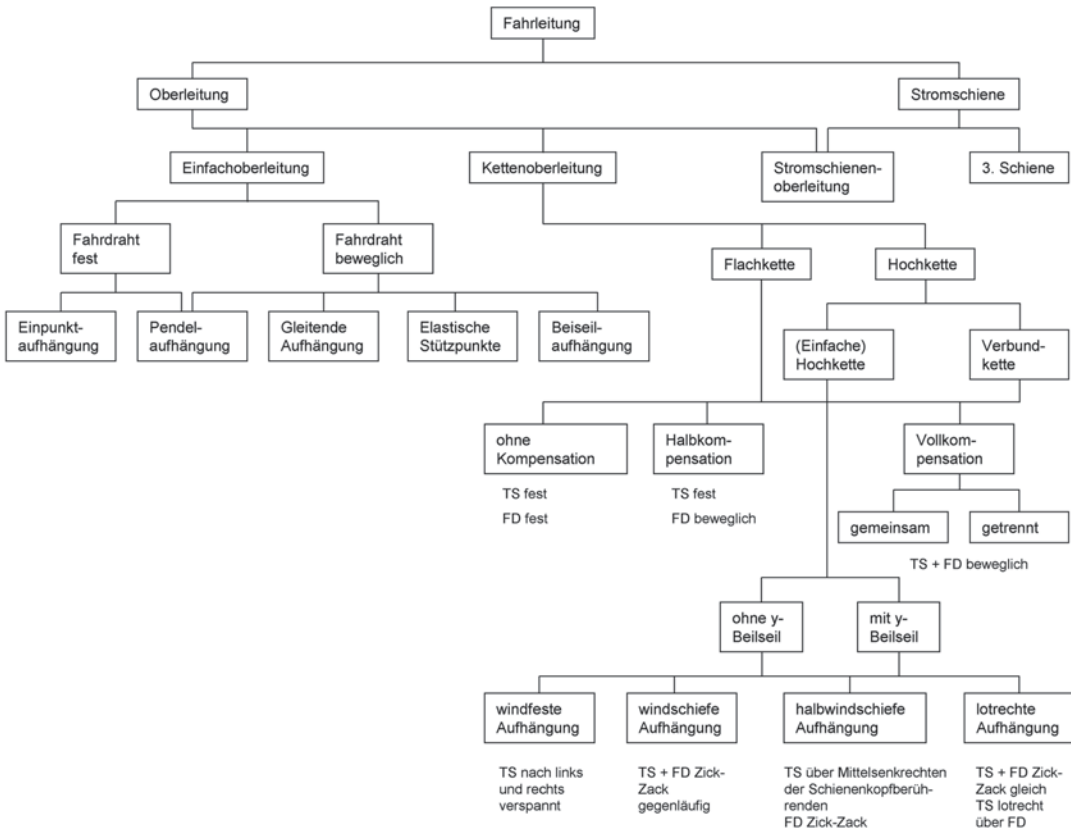 Fahrleitung
Oberleitung
Stromschiene
Einfachoberleitung
Kettenoberleitung
Stromschienen-
oberleitung
3. Schiene
Fahrdraht
fest
Fahrdraht
beweglich
Flachkette
Hochkette
Einpunkt-
aufhängung
Pendel-
aufhängung
Gleitende
Aufhängung
Elastische
Stützpunkte
Beiseil-
aufhängung
(Einfache)
Hochkette
Verbund-
kette
ohne
Kompensation
Halbkom-
pensation
Vollkom-
pensation
TS fest
FD fest
TS fest
FD beweglich
gemeinsam
getrennt
TS + FD beweglich
ohne y-
Beilseil
mit y-
Beilseil
windfeste
Aufhängung
windschiefe
Aufhängung
halbwindschiefe
Aufhängung
lotrechte
Aufhängung
TS nach links
und rechts
verspannt
TS + FD Zick-
Zack
gegenläufig
TS über Mittelsenkrechten
der Schienenkopfberüh-
renden
FD Zick-Zack
TS + FD Zick-
Zack gleich
TS lotrecht
über FD